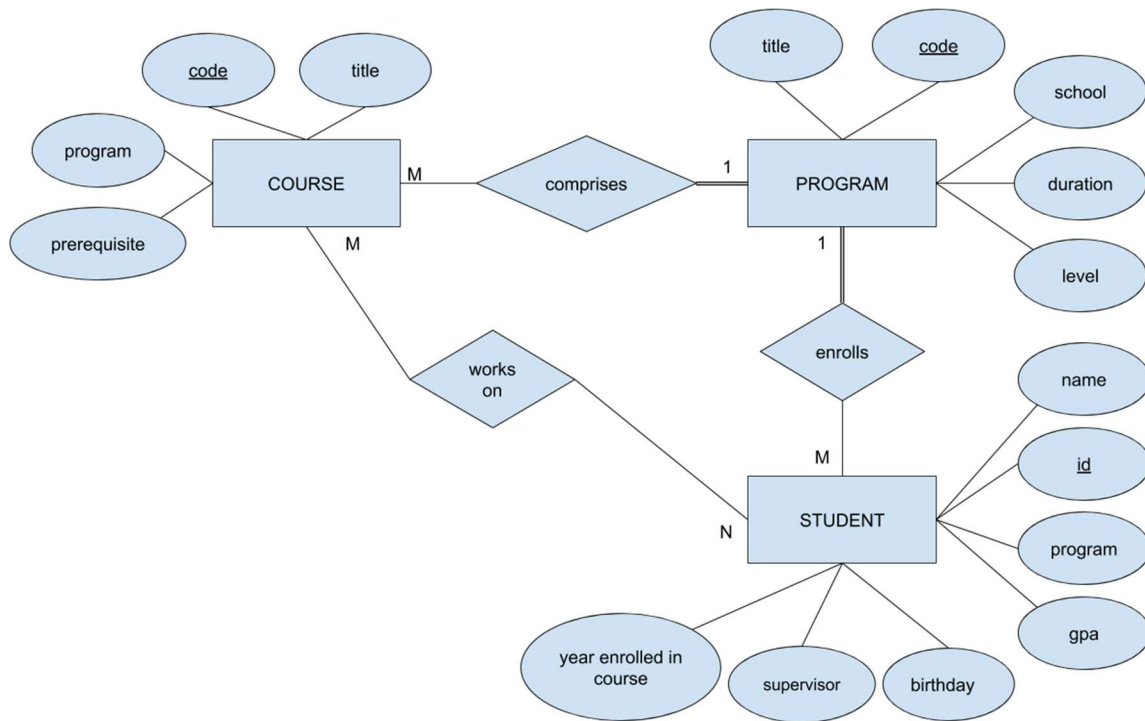 title
code
code
title
school
program
COURSE
M
comprises
1
PROGRAM
duration
prerequisite
M
1
level
enrolls
works
on
name
M
id
N
STUDENT
program
gpa
year enrolled in
course
supervisor
birthday